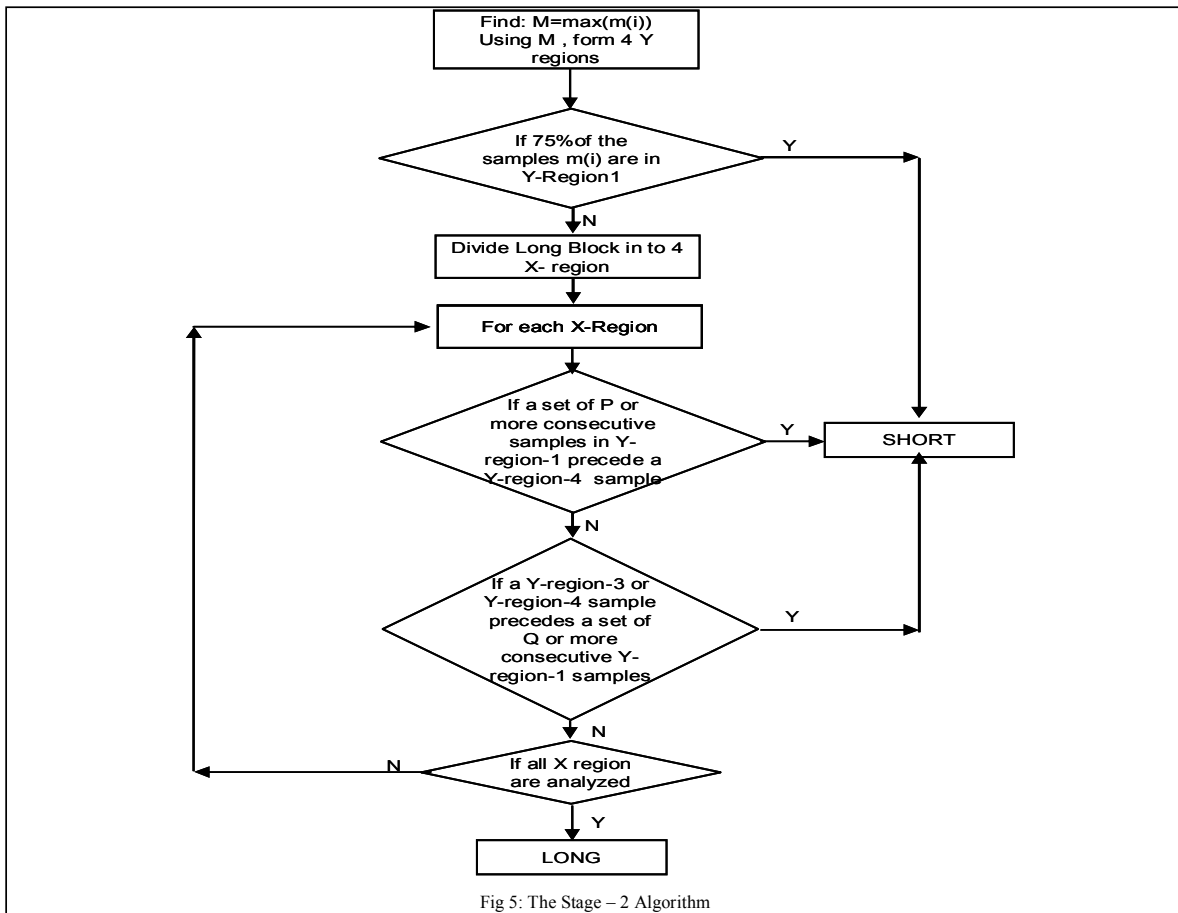 Find: M=max(m(i))
Using M , form 4 Y
regions
If 75%of the
samples m(i) are in
Y-Region1
Y
N
Divide Long Block in to 4
X- region
For each X-Region
If a set of P or
more consecutive
samples in Y-
region-1 precede a
Y-region-4 sample
Y
SHORT
N
If a Y-region-3 or
Y-region-4 sample
precedes a set of
Q or more
consecutive Y-
region-1 samples
Y
N
If all X region
are analyzed
N
Y
LONG
Fig 5: The Stage – 2 Algorithm